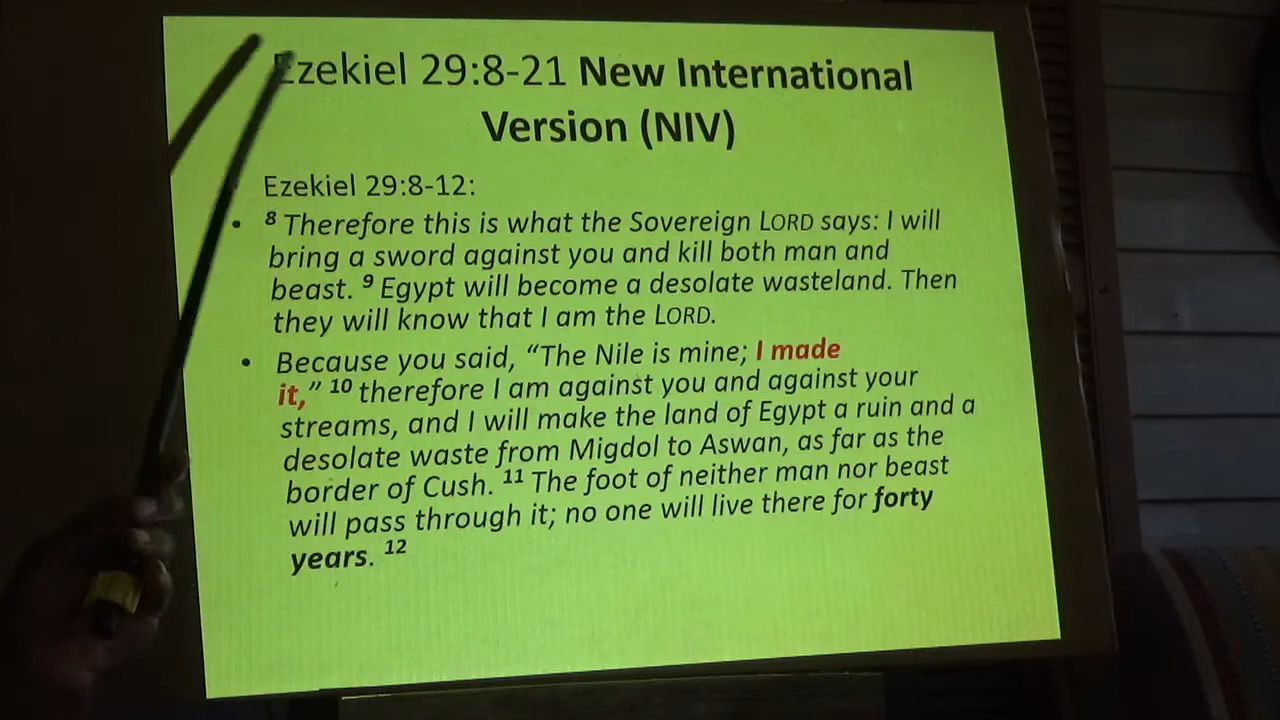 Ezekiel 29:8-21 New International
Version (NIV)
Ezekiel 29:8-12:
• ⁸ Therefore this is what the Sovereign LORD says: I will
bring a sword against you and kill both man and
beast. ⁹ Egypt will become a desolate wasteland. Then
they will know that I am the LORD.
• Because you said, “The Nile is mine; I made
it,” ¹⁰ therefore I am against you and against your
streams, and I will make the land of Egypt a ruin and a
desolate waste from Migdol to Aswan, as far as the
border of Cush. ¹¹ The foot of neither man nor beast
will pass through it; no one will live there for forty
years. ¹²